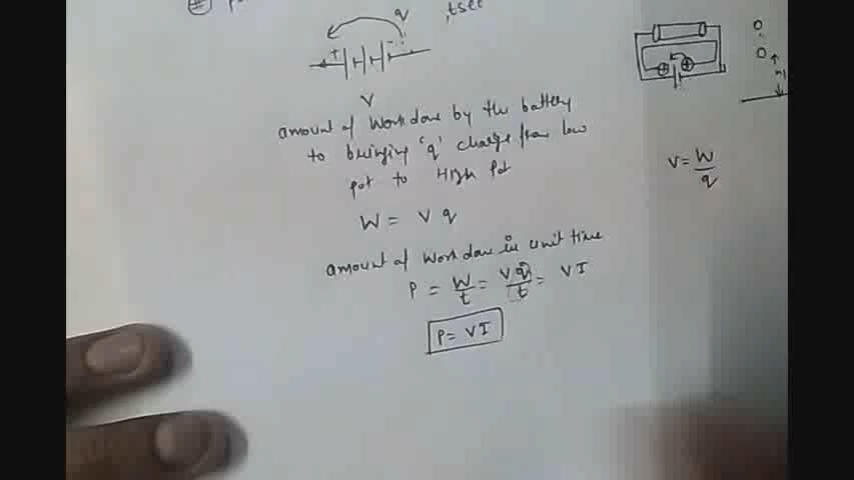 q , tsec
+ -
V
amount of Work done by the battery
to bringing 'q' charge from low
pot to High pot
W = V q
amount of Work done in unit time
P = W/t = Vq/t = VI
P = VI
V = W/q